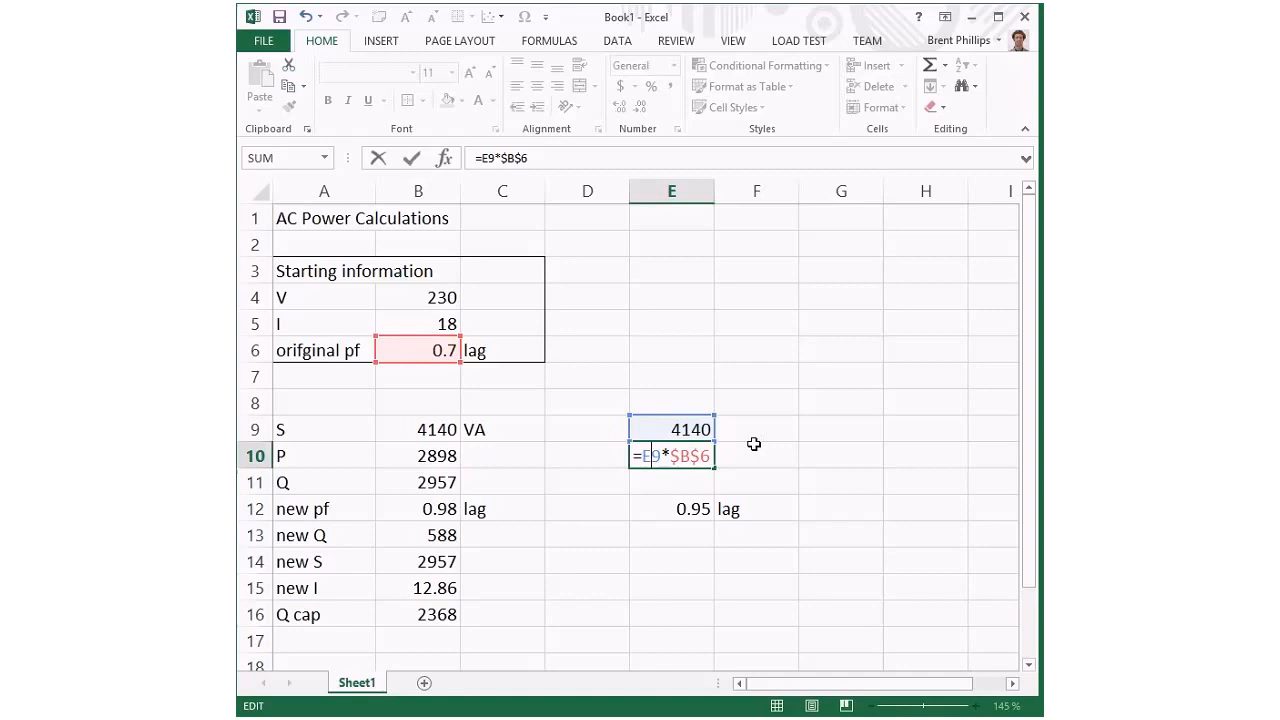 Book1 - Excel
FILE HOME INSERT PAGE LAYOUT FORMULAS DATA REVIEW VIEW LOAD TEST TEAM Brent Phillips
Paste
11
B I U
A
General
$ % ,
Conditional Formatting
Format as Table
Cell Styles
Insert
Delete
Format
Clipboard Font Alignment Number Styles Cells Editing
SUM =E9*$B$6
A B C D E F G H I
1 AC Power Calculations
2
3 Starting information
4 V 230
5 I 18
6 orifginal pf 0.7 lag
7
8
9 S 4140 VA 4140
10 P 2898 =E9*$B$6
11 Q 2957
12 new pf 0.98 lag 0.95 lag
13 new Q 588
14 new S 2957
15 new I 12.86
16 Q cap 2368
17
18
Sheet1
EDIT 145 %